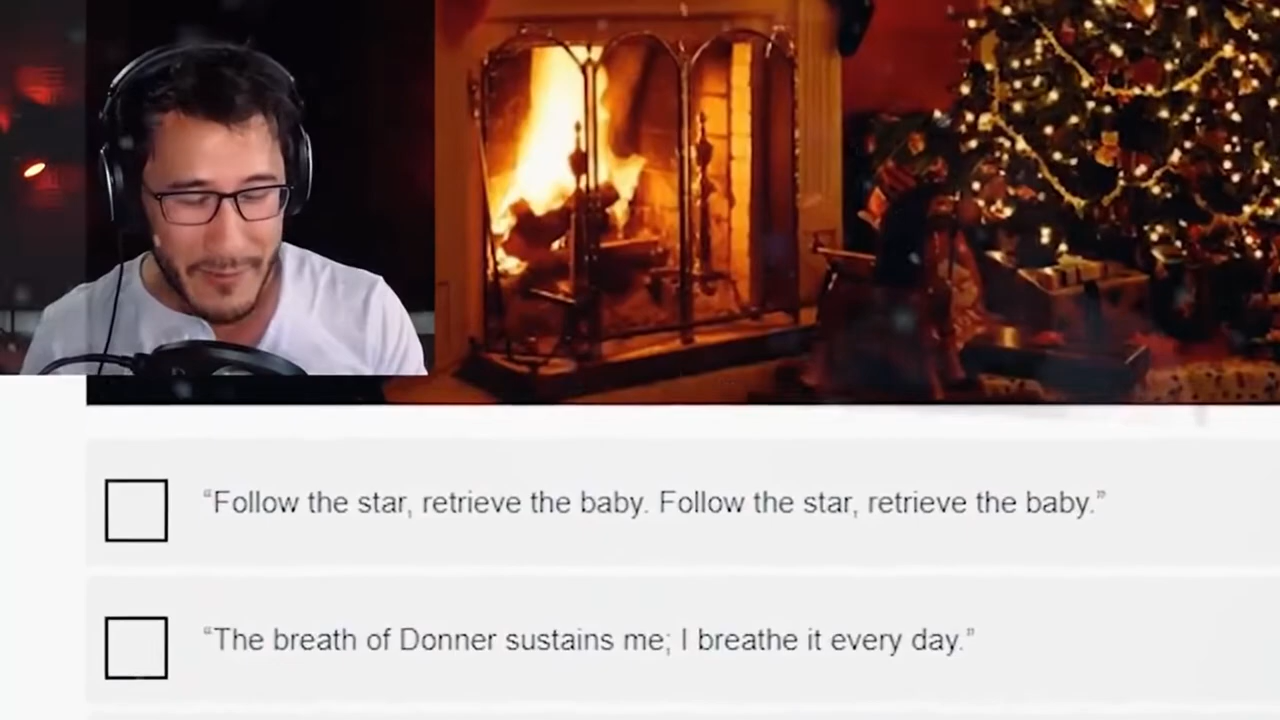 “Follow the star, retrieve the baby. Follow the star, retrieve the baby.”
“The breath of Donner sustains me; I breathe it every day.”